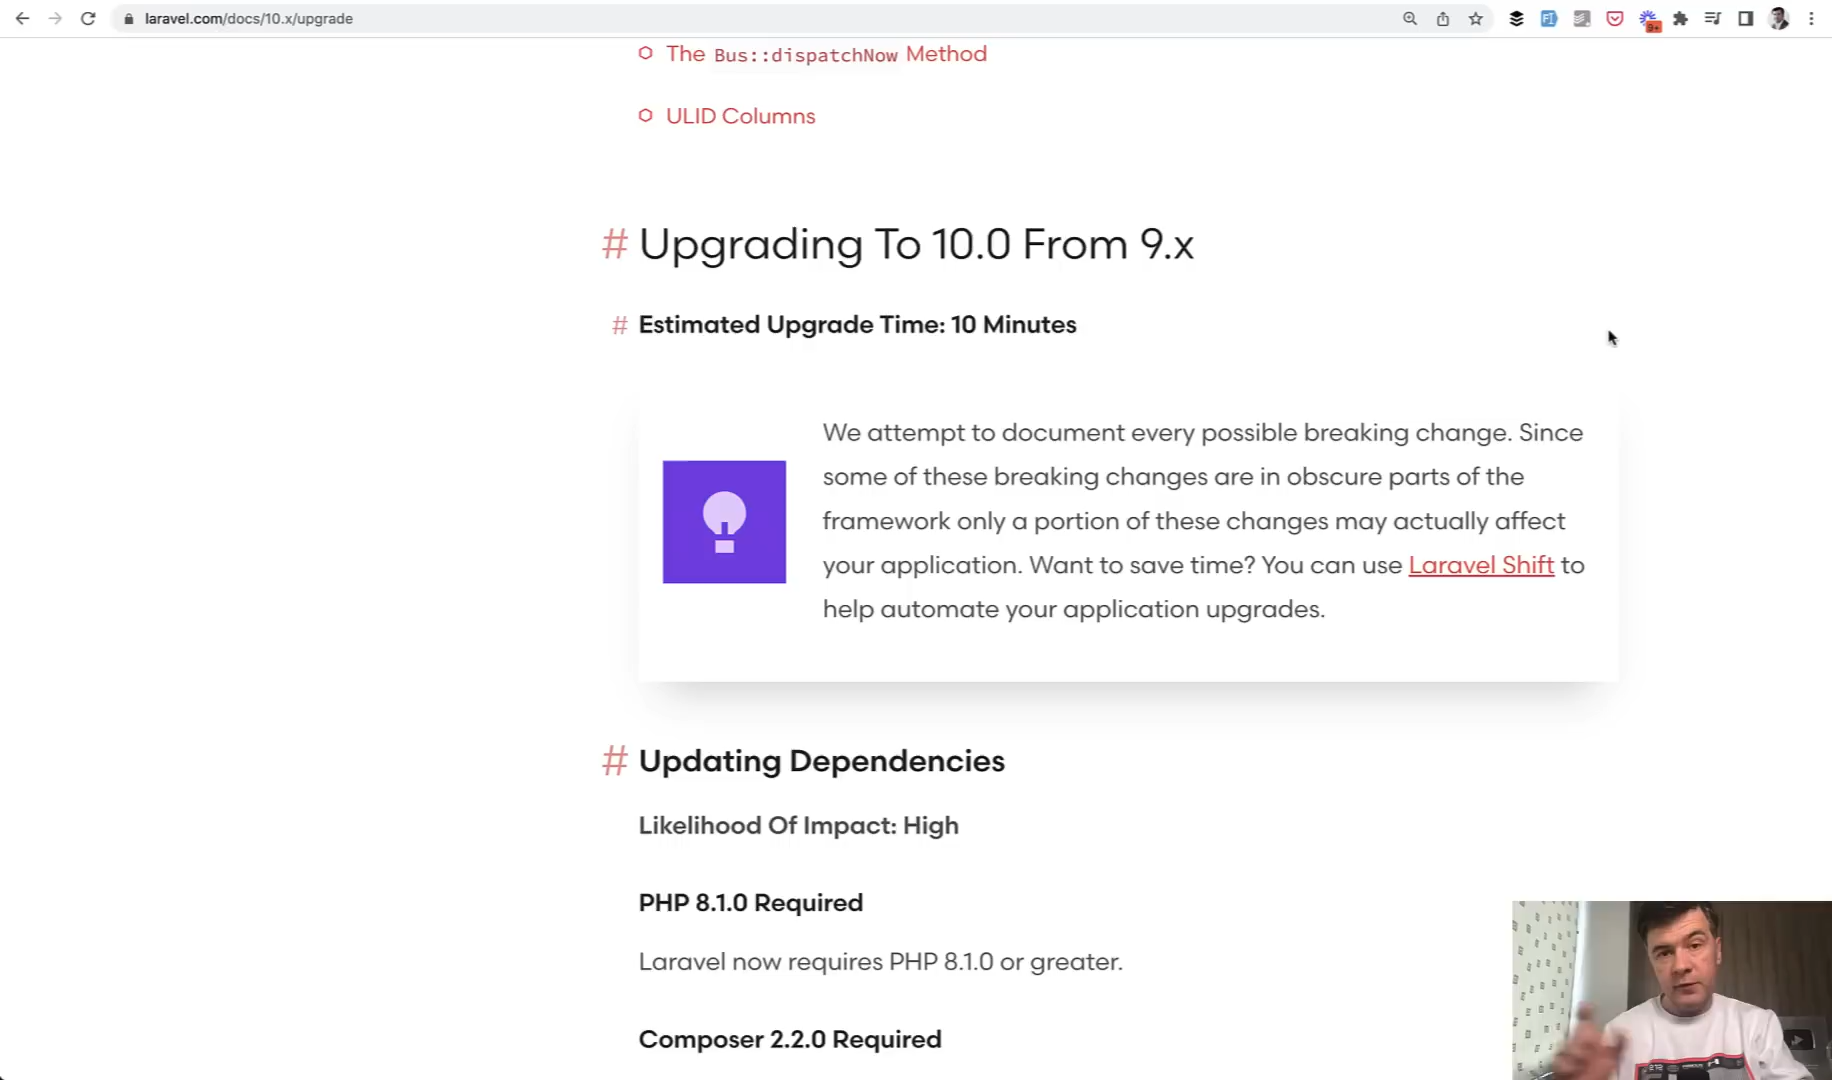 laravel.com/docs/10.x/upgrade
9+
The Bus::dispatchNow Method
ULID Columns
# Upgrading To 10.0 From 9.x
# Estimated Upgrade Time: 10 Minutes
We attempt to document every possible breaking change. Since
some of these breaking changes are in obscure parts of the
framework only a portion of these changes may actually affect
your application. Want to save time? You can use Laravel Shift to
help automate your application upgrades.
# Updating Dependencies
Likelihood Of Impact: High
PHP 8.1.0 Required
Laravel now requires PHP 8.1.0 or greater.
Composer 2.2.0 Required